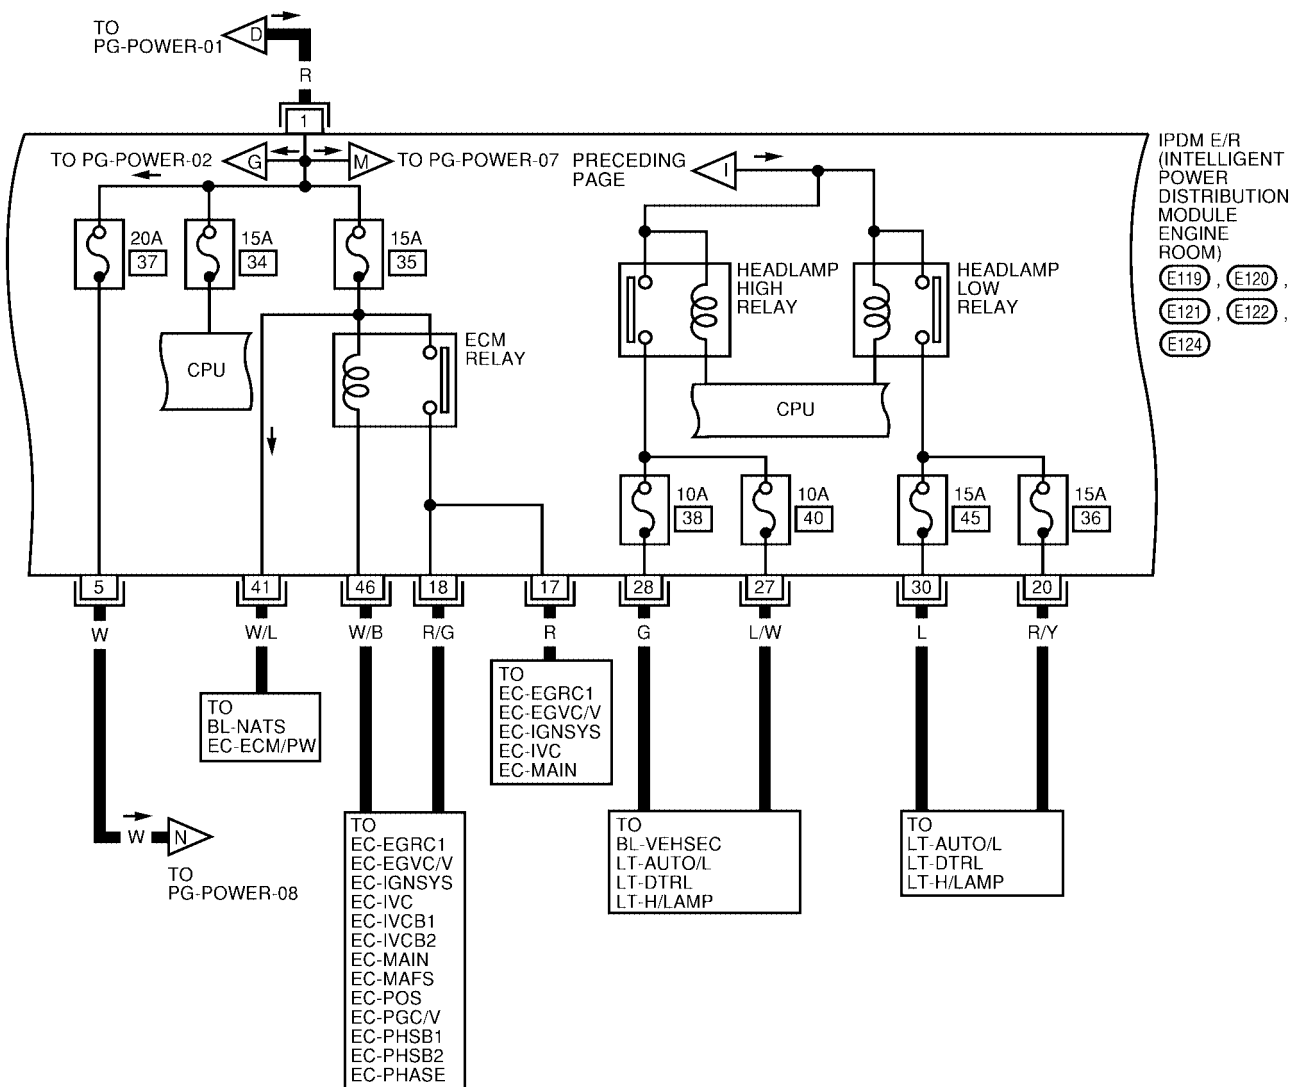 TO
PG-POWER-01
D
R
1
TO PG-POWER-02
G
M
TO PG-POWER-07
PRECEDING
PAGE
I
IPDM E/R
(INTELLIGENT
POWER
DISTRIBUTION
MODULE
ENGINE
ROOM)
E119 , E120 ,
E121 , E122 ,
E124
20A
37
15A
34
15A
35
HEADLAMP
HIGH
RELAY
HEADLAMP
LOW
RELAY
ECM
RELAY
CPU
CPU
10A
38
10A
40
15A
45
15A
36
5
41
46
18
17
28
27
30
20
W
W/L
W/B
R/G
R
G
L/W
L
R/Y
TO
BL-NATS
EC-ECM/PW
TO
EC-EGRC1
EC-EGVC/V
EC-IGNSYS
EC-IVC
EC-MAIN
W
N
TO
PG-POWER-08
TO
EC-EGRC1
EC-EGVC/V
EC-IGNSYS
EC-IVC
EC-IVCB1
EC-IVCB2
EC-MAIN
EC-MAFS
EC-POS
EC-PGC/V
EC-PHSB1
EC-PHSB2
EC-PHASE
TO
BL-VEHSEC
LT-AUTO/L
LT-DTRL
LT-H/LAMP
TO
LT-AUTO/L
LT-DTRL
LT-H/LAMP